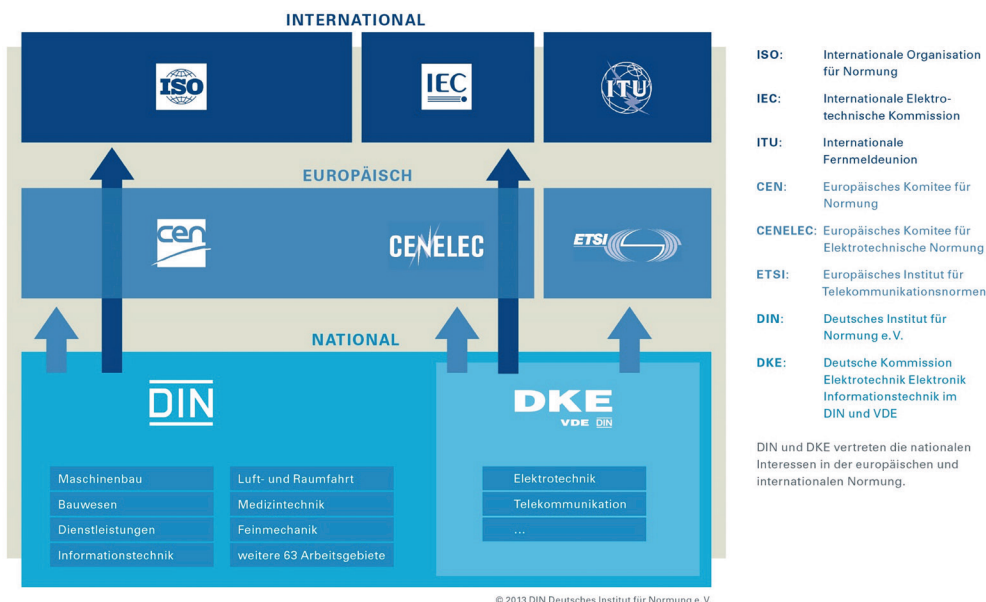 INTERNATIONAL
ISO
IEC
ITU
EUROPÄISCH
cen
CENELEC
ETSI
NATIONAL
DIN
DKE
VDE DIN
Maschinenbau
Bauwesen
Dienstleistungen
Informationstechnik
Luft- und Raumfahrt
Medizintechnik
Feinmechanik
weitere 63 Arbeitsgebiete
Elektrotechnik
Telekommunikation
...
ISO: Internationale Organisation
für Normung
IEC: Internationale Elektro-
technische Kommission
ITU: Internationale
Fernmeldeunion
CEN: Europäisches Komitee für
Normung
CENELEC: Europäisches Komitee für
Elektrotechnische Normung
ETSI: Europäisches Institut für
Telekommunikationsnormen
DIN: Deutsches Institut für
Normung e. V.
DKE: Deutsche Kommission
Elektrotechnik Elektronik
Informationstechnik im
DIN und VDE
DIN und DKE vertreten die nationalen
Interessen in der europäischen und
internationalen Normung.
© 2013 DIN Deutsches Institut für Normung e. V.